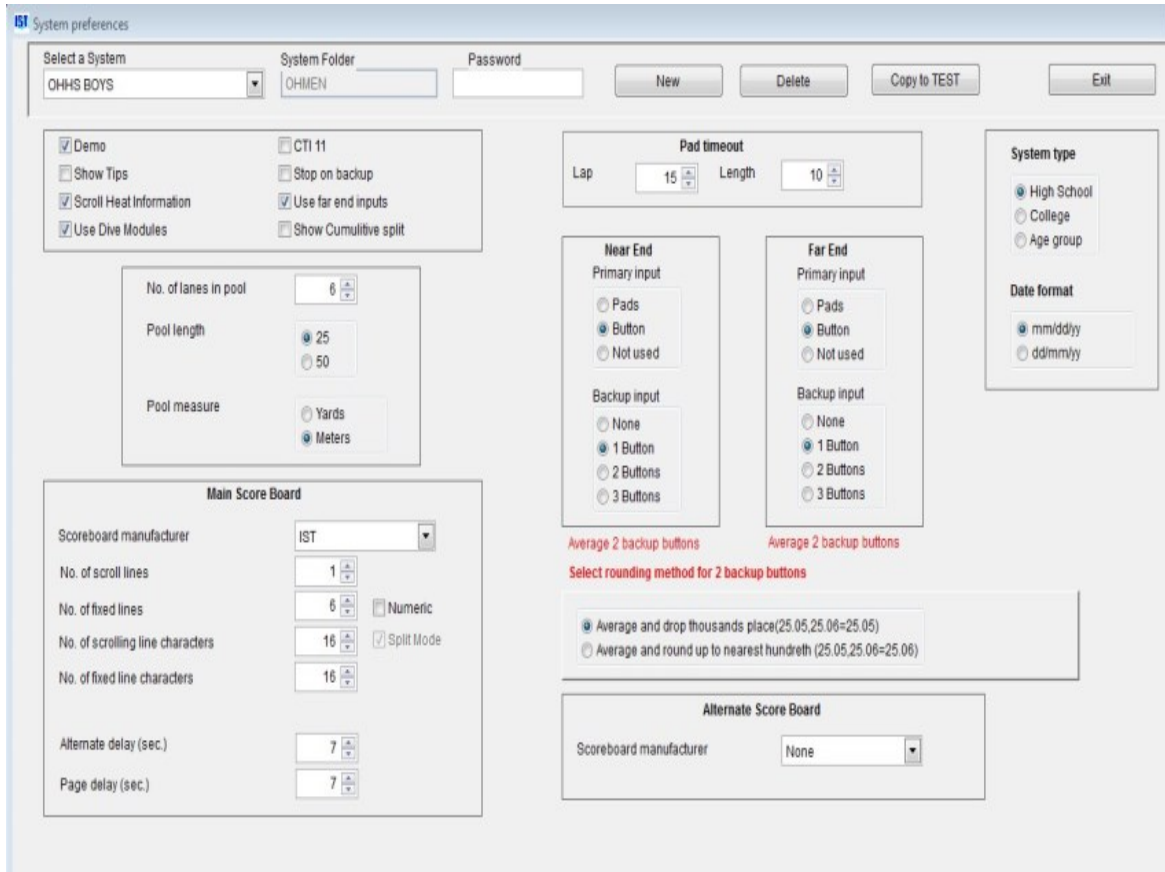 IST System preferences
Select a System System Folder Password
OHHS BOYS OHMEN New Delete Copy to TEST Exit
Demo CTI 11
Show Tips Stop on backup
Scroll Heat Information Use far end inputs
Use Dive Modules Show Cumulitive split
No. of lanes in pool 6
Pool length 25
50
Pool measure Yards
Meters
Main Score Board
Scoreboard manufacturer IST
No. of scroll lines 1
No. of fixed lines 6 Numeric
No. of scrolling line characters 16 Split Mode
No. of fixed line characters 16
Alternate delay (sec.) 7
Page delay (sec.) 7
Pad timeout
Lap 15 Length 10
Near End
Primary input
Pads
Button
Not used
Backup input
None
1 Button
2 Buttons
3 Buttons
Average 2 backup buttons
Far End
Primary input
Pads
Button
Not used
Backup input
None
1 Button
2 Buttons
3 Buttons
Average 2 backup buttons
Select rounding method for 2 backup buttons
Average and drop thousands place(25.05,25.06=25.05)
Average and round up to nearest hundreth (25.05,25.06=25.06)
Alternate Score Board
Scoreboard manufacturer None
System type
High School
College
Age group
Date format
mm/dd/yy
dd/mm/yy